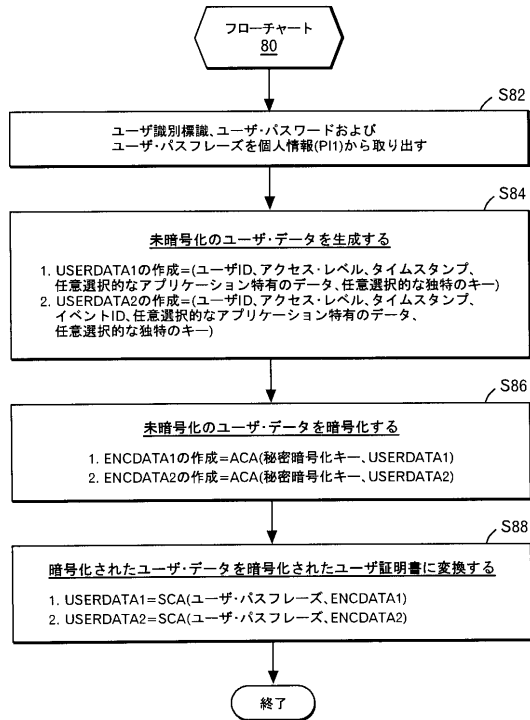 フローチャート
80
S82
ユーザ識別標識、ユーザ・パスワードおよび
ユーザ・パスフレーズを個人情報(PI1)から取り出す
S84
未暗号化のユーザ・データを生成する
1. USERDATA1の作成=(ユーザID、アクセス・レベル、タイムスタンプ、
任意選択的なアプリケーション特有のデータ、任意選択的な独特のキー)
2. USERDATA2の作成=(ユーザID、アクセス・レベル、タイムスタンプ、
イベントID、任意選択的なアプリケーション特有のデータ、
任意選択的な独特のキー)
S86
未暗号化のユーザ・データを暗号化する
1. ENCDATA1の作成=ACA(秘密暗号化キー、USERDATA1)
2. ENCDATA2の作成=ACA(秘密暗号化キー、USERDATA2)
S88
暗号化されたユーザ・データを暗号化されたユーザ証明書に変換する
1. USERDATA1=SCA(ユーザ・パスフレーズ、ENCDATA1)
2. USERDATA2=SCA(ユーザ・パスフレーズ、ENCDATA2)
終了